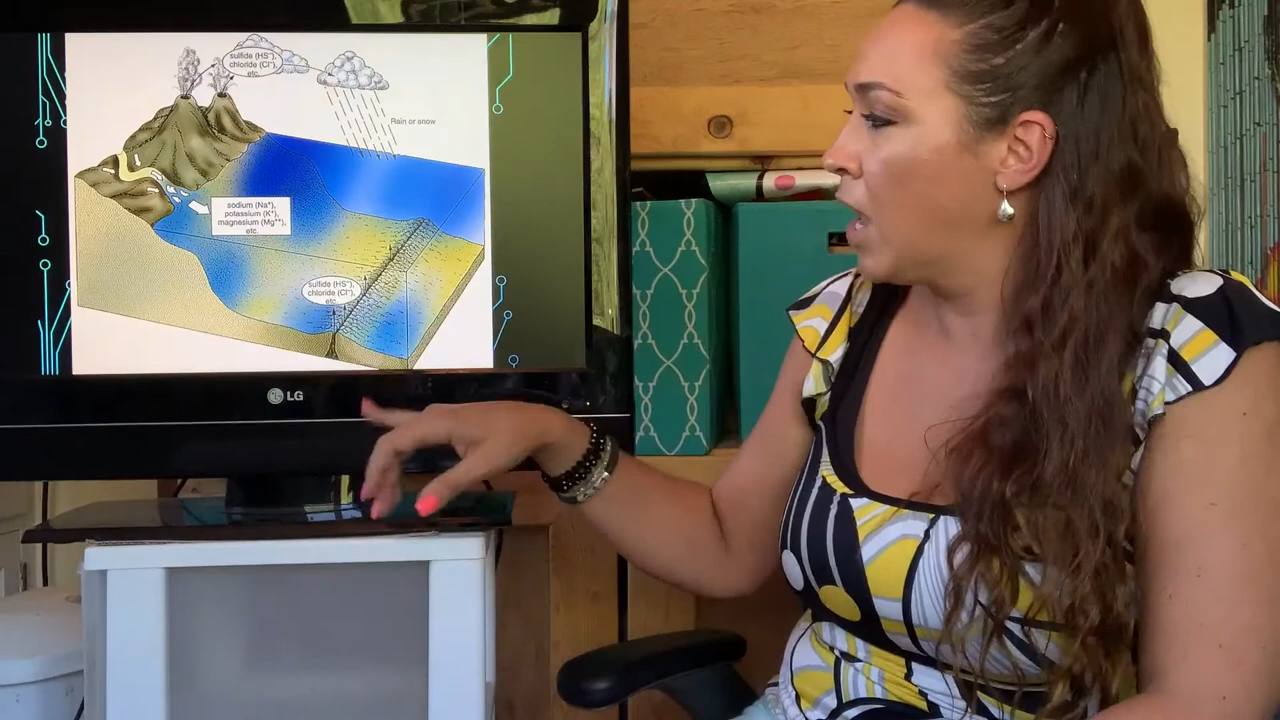 sulfide (HS⁻),
chloride (Cl⁻),
etc.
Rain or snow
sodium (Na⁺),
potassium (K⁺),
magnesium (Mg⁺⁺),
etc.
sulfide (HS⁻),
chloride (Cl⁻),
etc.
LG